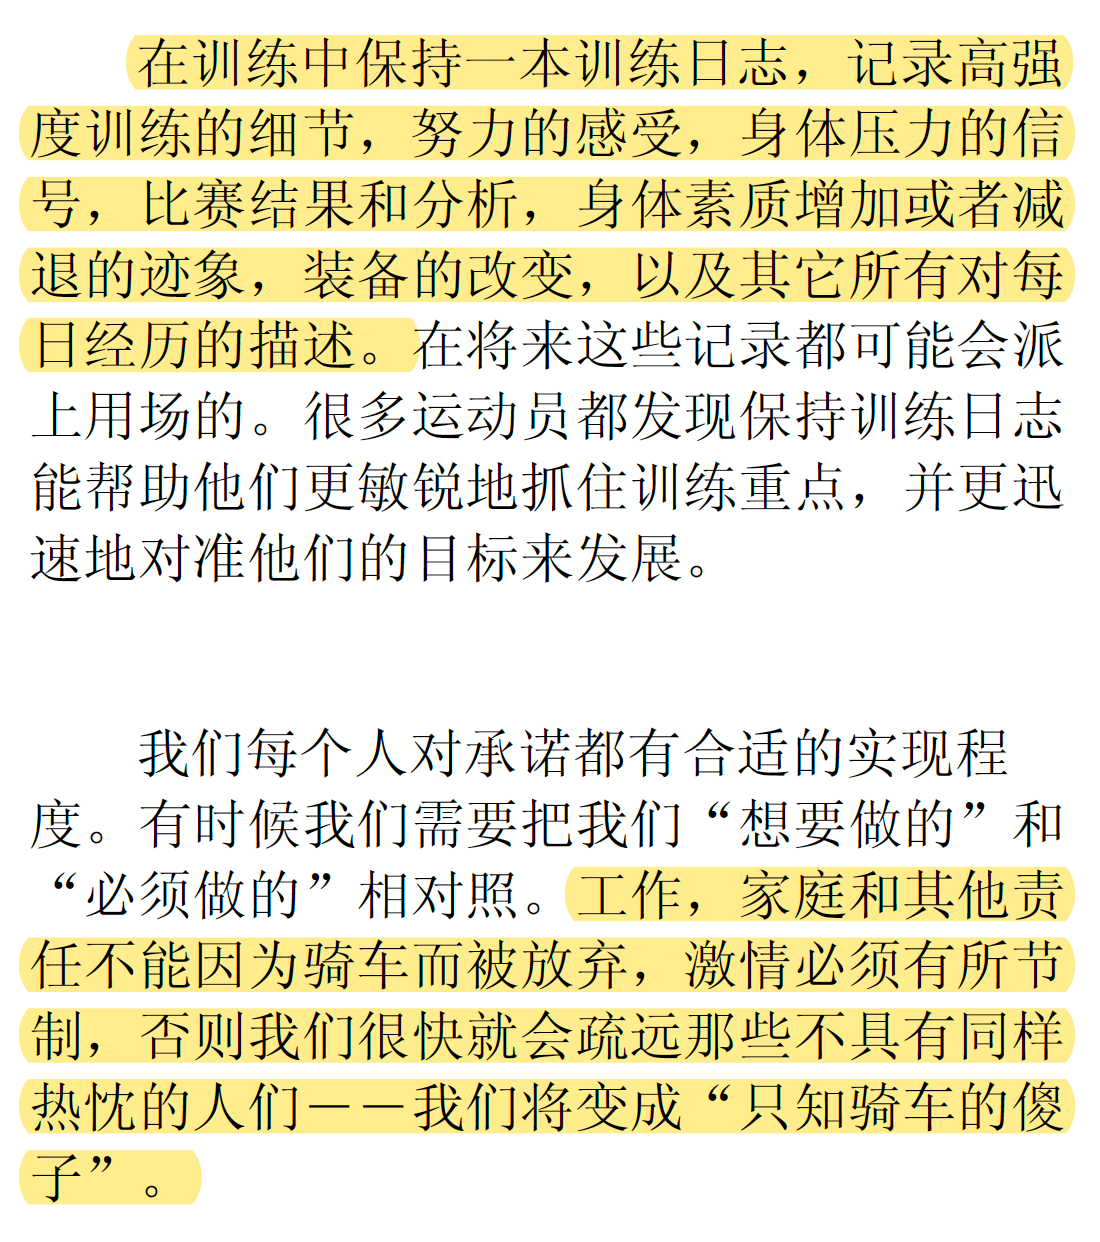 在训练中保持一本训练日志，记录高强
度训练的细节，努力的感受，身体压力的信
号，比赛结果和分析，身体素质增加或者减
退的迹象，装备的改变，以及其它所有对每
日经历的描述。在将来这些记录都可能会派
上用场的。很多运动员都发现保持训练日志
能帮助他们更敏锐地抓住训练重点，并更迅
速地对准他们的目标来发展。
我们每个人对承诺都有合适的实现程
度。有时候我们需要把我们“想要做的”和
“必须做的”相对照。工作，家庭和其他责
任不能因为骑车而被放弃，激情必须有所节
制，否则我们很快就会疏远那些不具有同样
热忱的人们－－我们将变成“只知骑车的傻
子”。